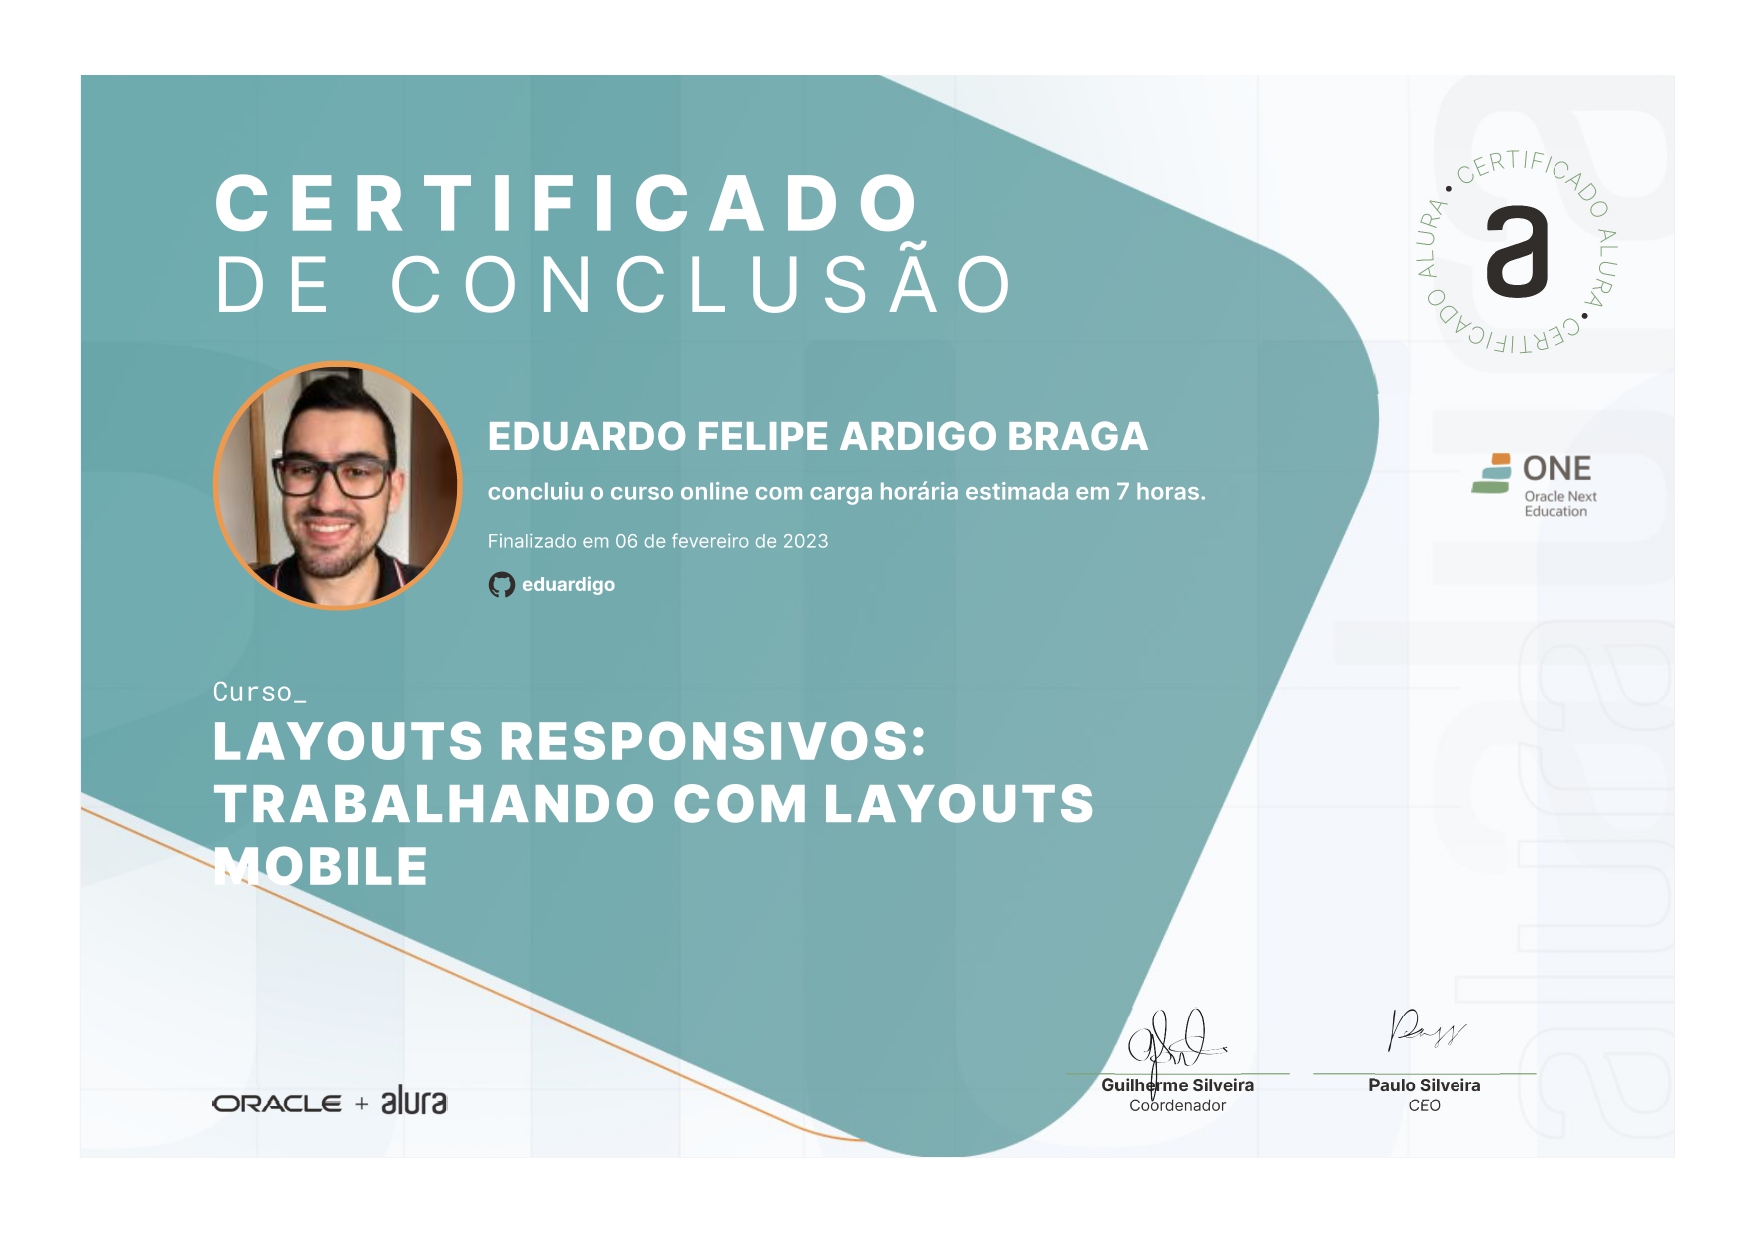 CERTIFICADO
DE CONCLUSÃO
• CERTIFICADO ALURA • CERTIFICADO ALURA
a
EDUARDO FELIPE ARDIGO BRAGA
concluiu o curso online com carga horária estimada em 7 horas.
Finalizado em 06 de fevereiro de 2023
eduardigo
ONE
Oracle Next
Education
Curso_
LAYOUTS RESPONSIVOS:
TRABALHANDO COM LAYOUTS
MOBILE
alura
alura
ORACLE + alura
Guilherme Silveira
Coordenador
Paulo Silveira
CEO